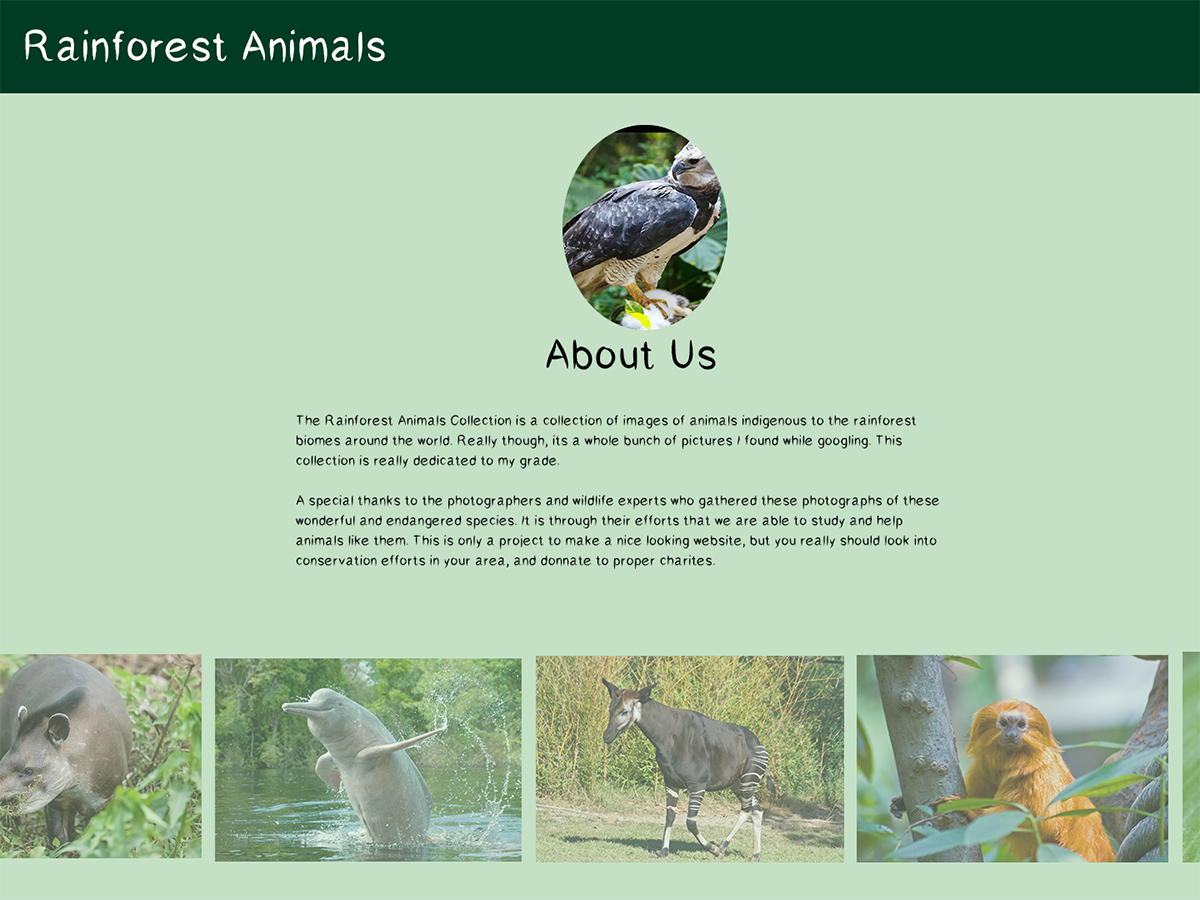 Rainforest Animals
About Us
The Rainforest Animals Collection is a collection of images of animals indigenous to the rainforest
biomes around the world. Really though, its a whole bunch of pictures I found while googling. This
collection is really dedicated to my grade.
A special thanks to the photographers and wildlife experts who gathered these photographs of these
wonderful and endangered species. It is through their efforts that we are able to study and help
animals like them. This is only a project to make a nice looking website, but you really should look into
conservation efforts in your area, and donnate to proper charites.